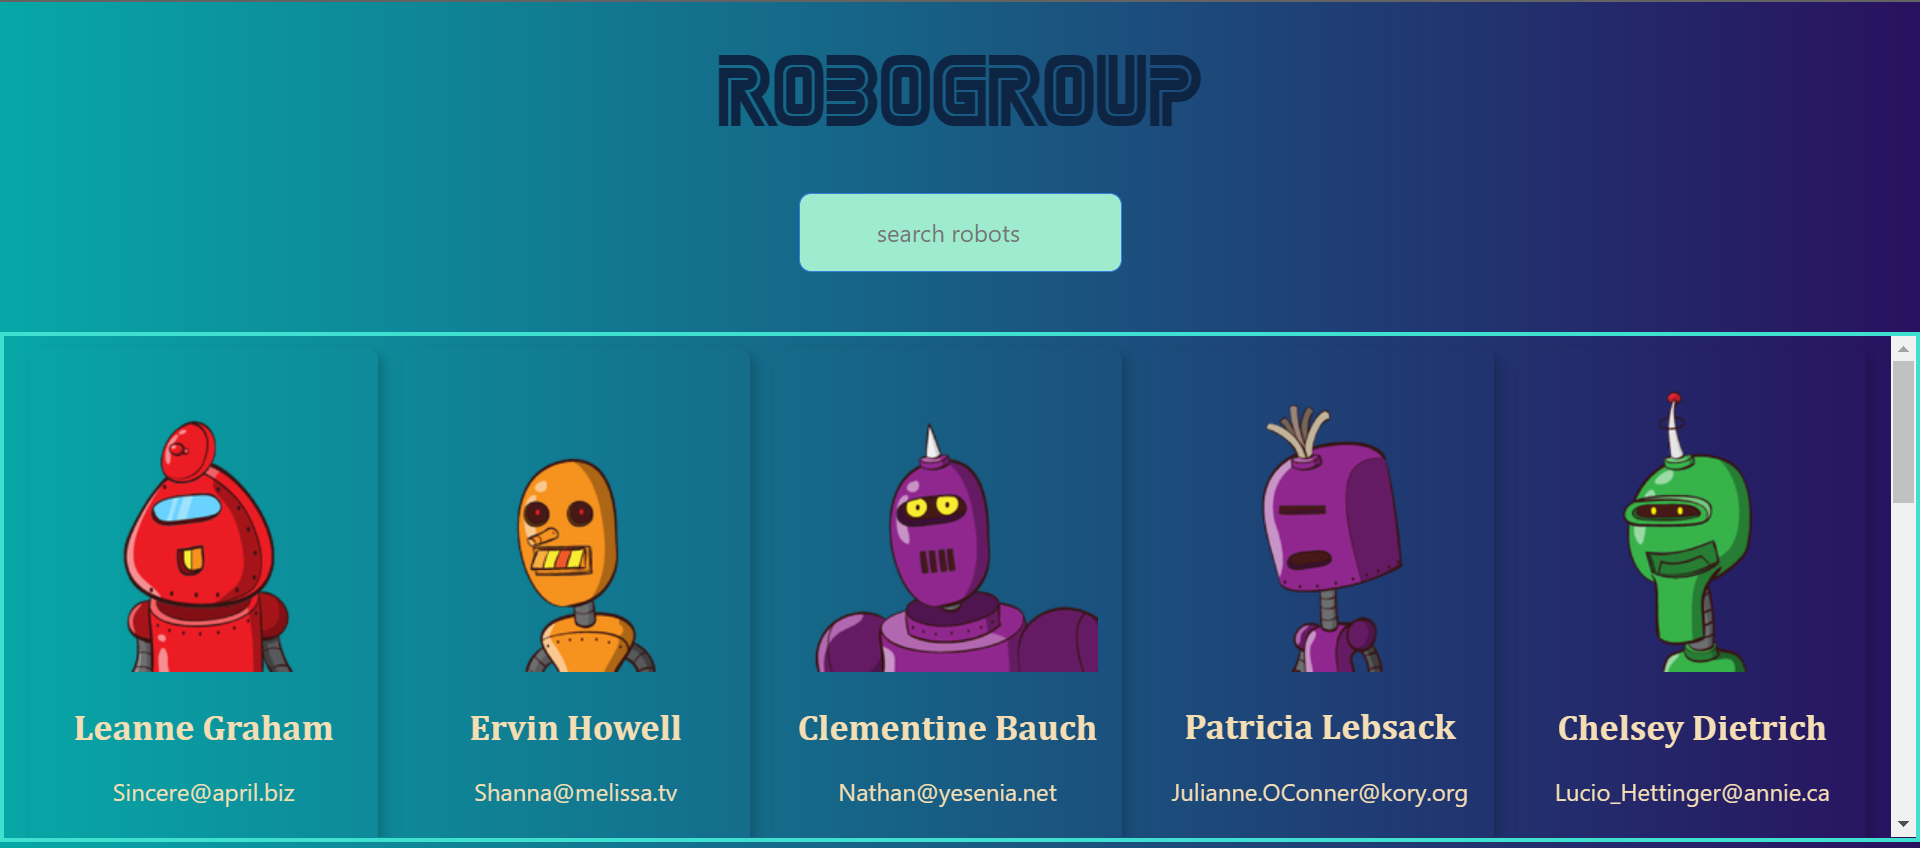 ROBOGROUP
search robots
Leanne Graham
Ervin Howell
Clementine Bauch
Patricia Lebsack
Chelsey Dietrich
Sincere@april.biz
Shanna@melissa.tv
Nathan@yesenia.net
Julianne.OConner@kory.org
Lucio_Hettinger@annie.ca